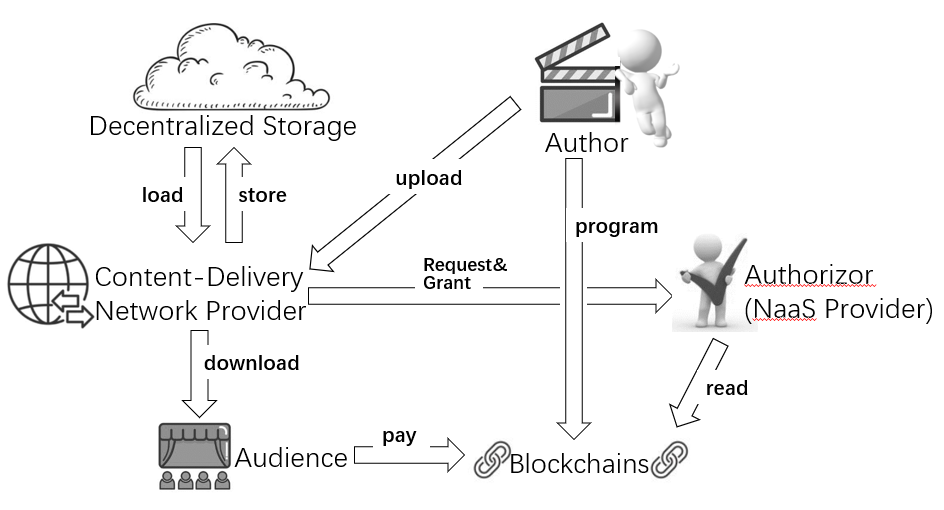 Decentralized Storage
Author
load
store
upload
program
Content-Delivery
Network Provider
Request&
Grant
Authorizor
(NaaS Provider)
download
read
Audience
pay
Blockchains